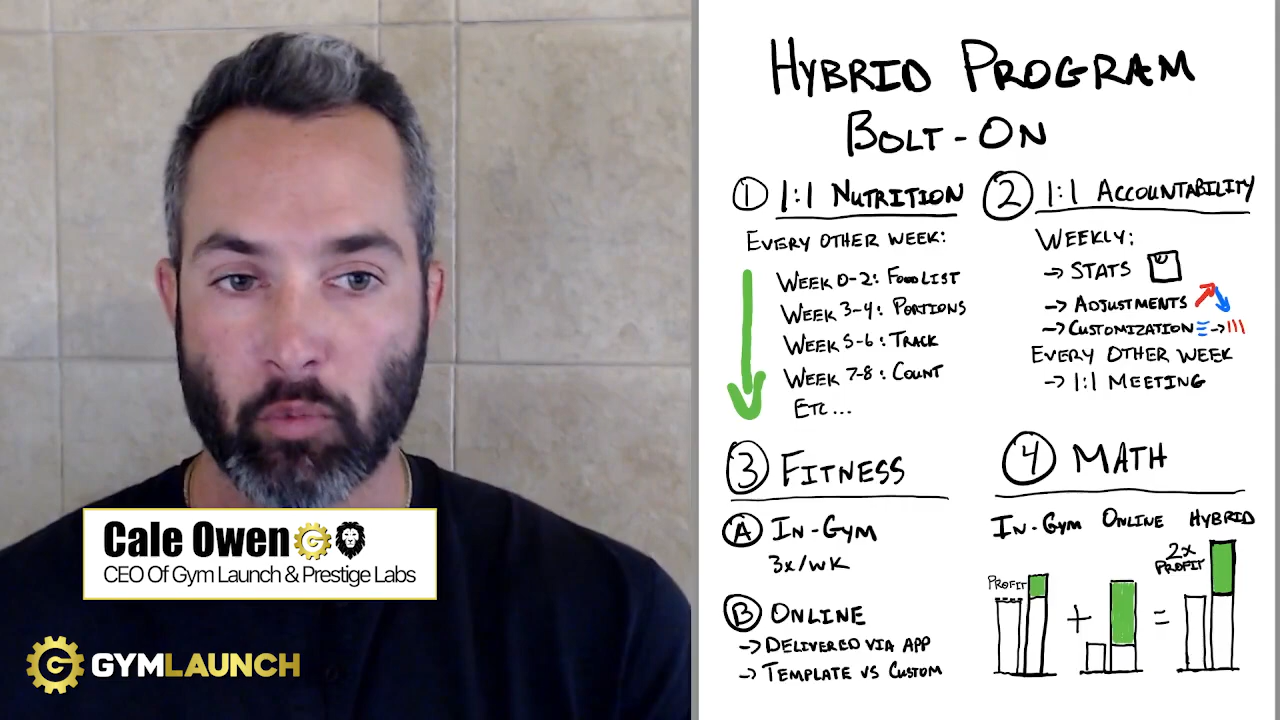 Cale Owen
CEO Of Gym Launch & Prestige Labs
GYMLAUNCH
HYBRID PROGRAM
BOLT-ON
1 1:1 NUTRITION
EVERY OTHER WEEK:
WEEK 0-2: FOOD LIST
WEEK 3-4: PORTIONS
WEEK 5-6: TRACK
WEEK 7-8: COUNT
ETC...
2 1:1 ACCOUNTABILITY
WEEKLY:
→ STATS
→ ADJUSTMENTS
→ CUSTOMIZATION
EVERY OTHER WEEK
→ 1:1 MEETING
3 FITNESS
A IN-GYM
3x/WK
B ONLINE
→ DELIVERED VIA APP
→ TEMPLATE VS CUSTOM
4 MATH
IN-GYM ONLINE HYBRID
PROFIT
+
=
2x
PROFIT